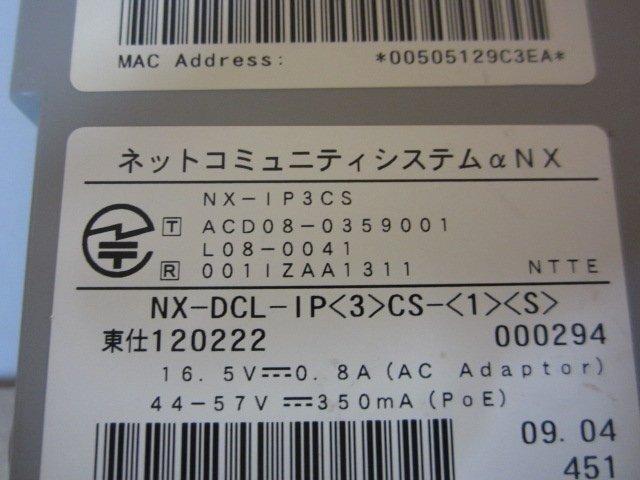 MAC Address: *00505129C3EA*
ネットコミュニティシステムαNX
NX-IP3CS
T ACD08-0359001
L08-0041
R 001IZAA1311 NTTE
NX-DCL-IP<3>CS-<1><S>
東仕120222 000294
16.5V⎓0.8A(AC Adaptor)
44-57V⎓350mA(PoE)
09.04
451